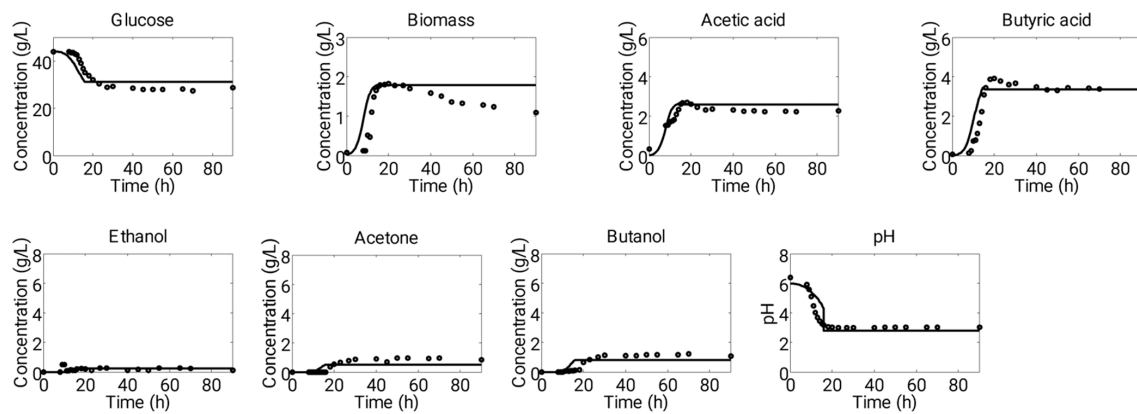 Glucose
Concentration (g/L)
40
20
0
0 20 40 60 80
Time (h)
Biomass
Concentration (g/L)
3
2
1
0
0 20 40 60 80
Time (h)
Acetic acid
Concentration (g/L)
6
4
2
0
0 20 40 60 80
Time (h)
Butyric acid
Concentration (g/L)
6
4
2
0
0 20 40 60 80
Time (h)
Ethanol
Concentration (g/L)
8
6
4
2
0
0 20 40 60 80
Time (h)
Acetone
Concentration (g/L)
8
6
4
2
0
0 20 40 60 80
Time (h)
Butanol
Concentration (g/L)
8
6
4
2
0
0 20 40 60 80
Time (h)
pH
pH
8
6
4
2
0
0 20 40 60 80
Time (h)